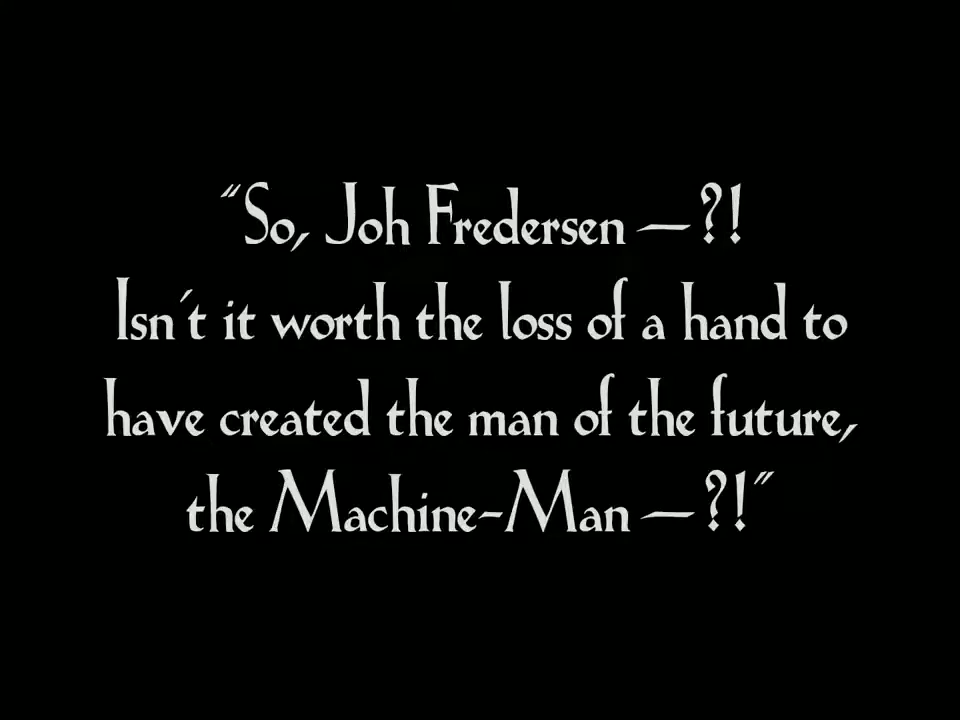 "So, Joh Fredersen —?!
Isn't it worth the loss of a hand to
have created the man of the future,
the Machine-Man —?!"